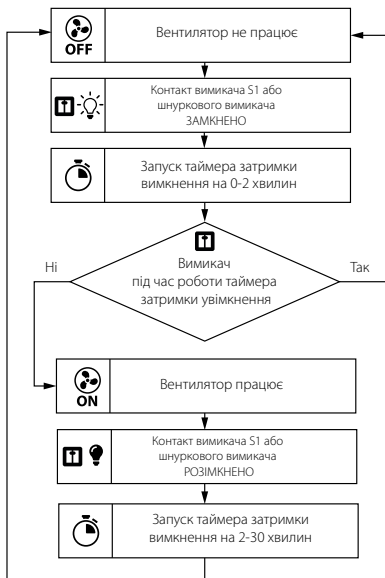 OFF
Вентилятор не працює
Контакт вимикача S1 або
шнуркового вимикача
ЗАМКНЕНО
Запуск таймера затримки
вимкнення на 0-2 хвилин
Ні
Так
Вимикач
під час роботи таймера
затримки увімкнення
ON
Вентилятор працює
Контакт вимикача S1 або
шнуркового вимикача
РОЗІМКНЕНО
Запуск таймера затримки
вимкнення на 2-30 хвилин